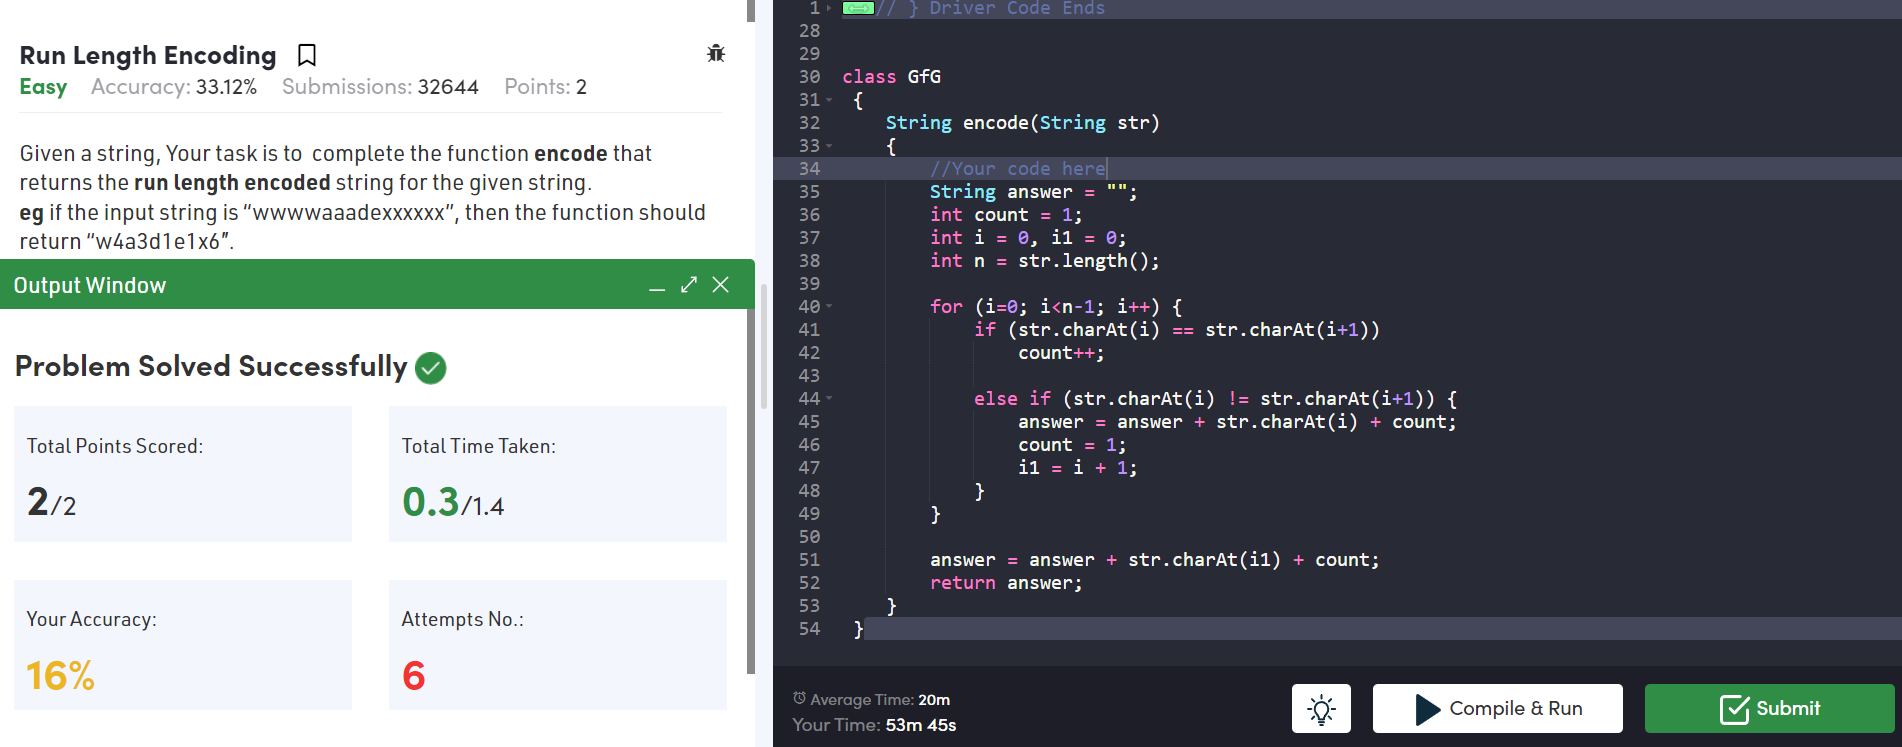 Run Length Encoding
Easy Accuracy: 33.12% Submissions: 32644 Points: 2
Given a string, Your task is to complete the function encode that
returns the run length encoded string for the given string.
eg if the input string is “wwwwaaadexxxxxx”, then the function should
return “w4a3d1e1x6”.
Output Window
Problem Solved Successfully
Total Points Scored:
2/2
Total Time Taken:
0.3/1.4
Your Accuracy:
16%
Attempts No.:
6
1 // } Driver Code Ends
28
29
30 class GfG
31 {
32 String encode(String str)
33 {
34 //Your code here
35 String answer = "";
36 int count = 1;
37 int i = 0, i1 = 0;
38 int n = str.length();
39
40 for (i=0; i<n-1; i++) {
41 if (str.charAt(i) == str.charAt(i+1))
42 count++;
43
44 else if (str.charAt(i) != str.charAt(i+1)) {
45 answer = answer + str.charAt(i) + count;
46 count = 1;
47 i1 = i + 1;
48 }
49 }
50
51 answer = answer + str.charAt(i1) + count;
52 return answer;
53 }
54 }
Average Time: 20m
Your Time: 53m 45s
Compile & Run
Submit